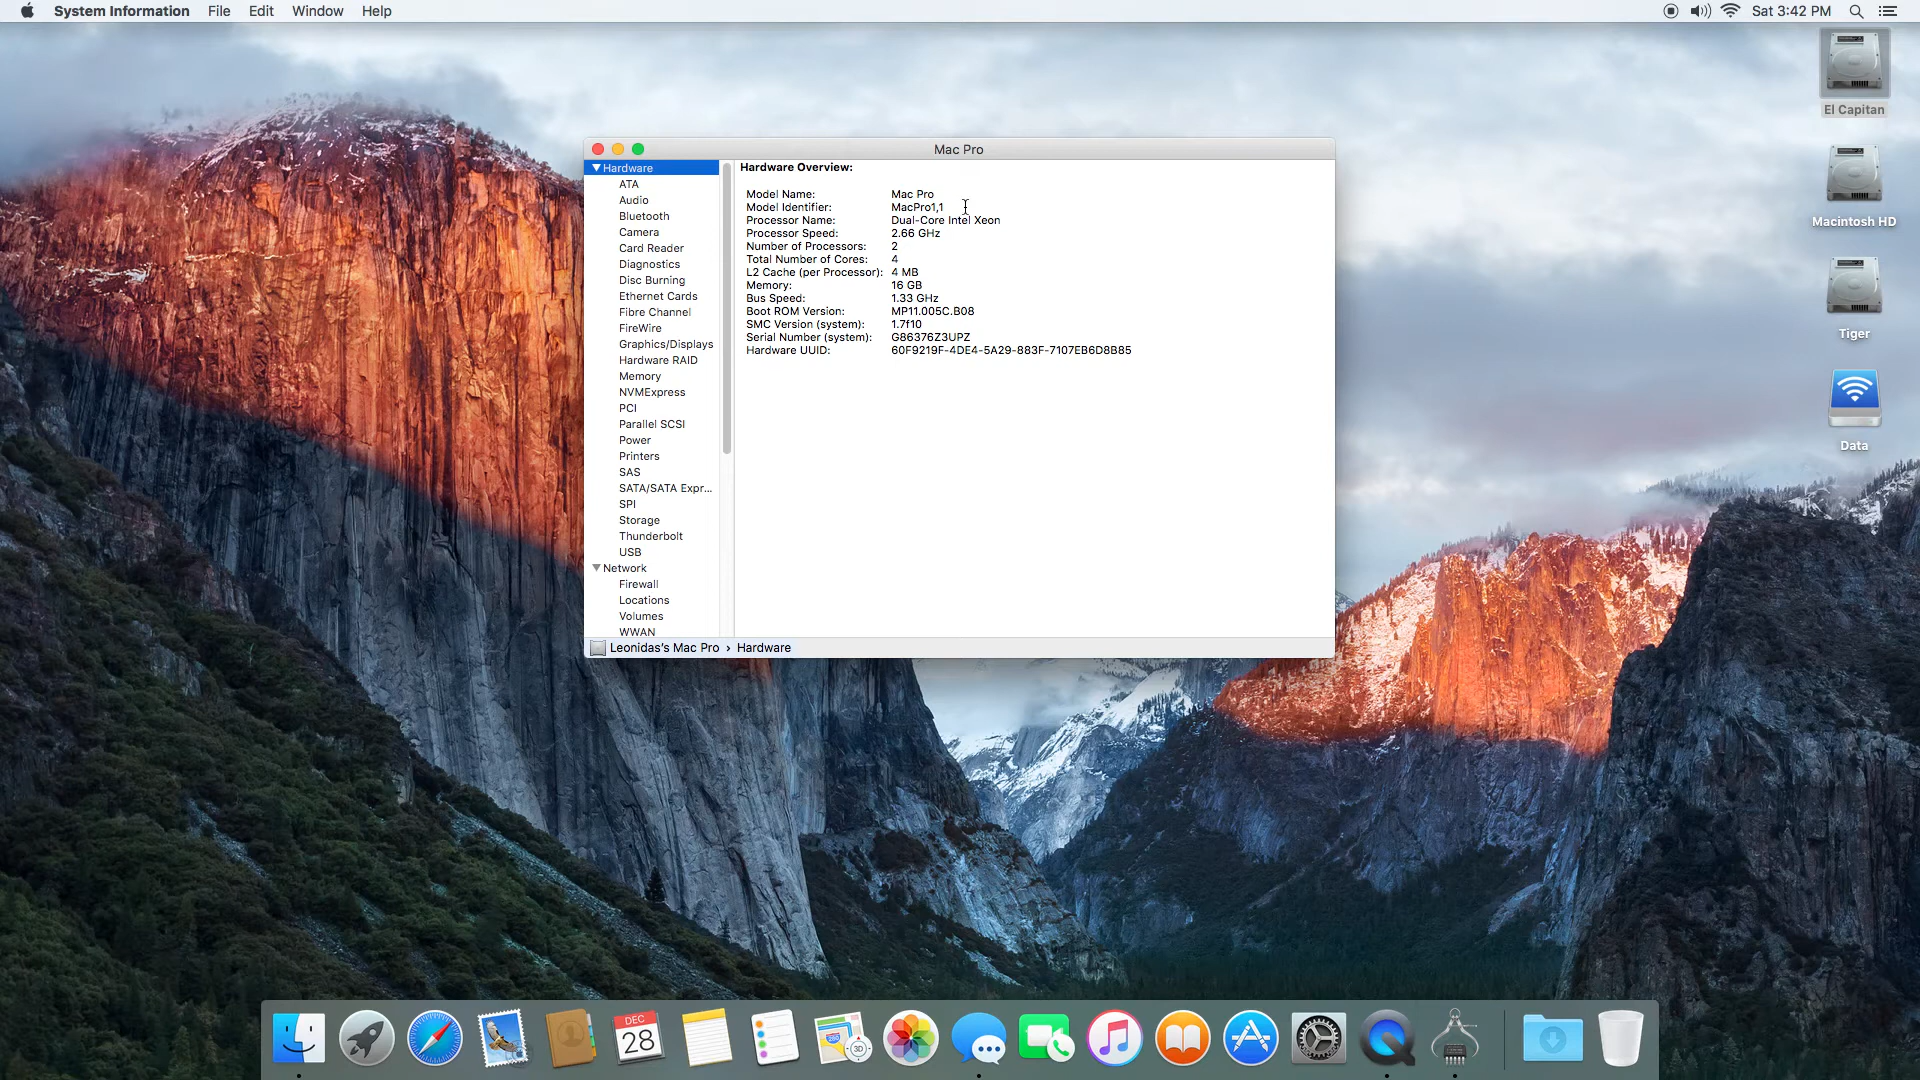 System Information File Edit Window Help Sat 3:42 PM
El Capitan
Macintosh HD
Tiger
Data
Mac Pro
Hardware
ATA
Audio
Bluetooth
Camera
Card Reader
Diagnostics
Disc Burning
Ethernet Cards
Fibre Channel
FireWire
Graphics/Displays
Hardware RAID
Memory
NVMExpress
PCI
Parallel SCSI
Power
Printers
SAS
SATA/SATA Expr...
SPI
Storage
Thunderbolt
USB
Network
Firewall
Locations
Volumes
WWAN
Hardware Overview:
Model Name: Mac Pro
Model Identifier: MacPro1,1
Processor Name: Dual-Core Intel Xeon
Processor Speed: 2.66 GHz
Number of Processors: 2
Total Number of Cores: 4
L2 Cache (per Processor): 4 MB
Memory: 16 GB
Bus Speed: 1.33 GHz
Boot ROM Version: MP11.005C.B08
SMC Version (system): 1.7f10
Serial Number (system): G86376Z3UPZ
Hardware UUID: 60F9219F-4DE4-5A29-883F-7107EB6D8B85
Leonidas's Mac Pro › Hardware
DEC
28
280
3D